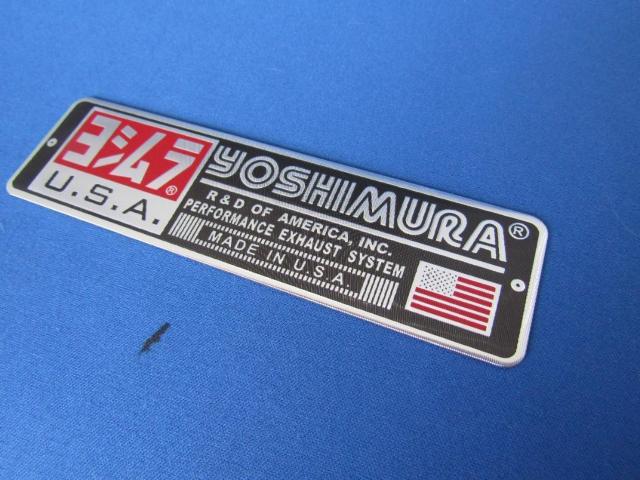 ヨシムラ®
U.S.A.
YOSHIMURA®
R & D OF AMERICA, INC.
PERFORMANCE EXHAUST SYSTEM
MADE IN U.S.A.